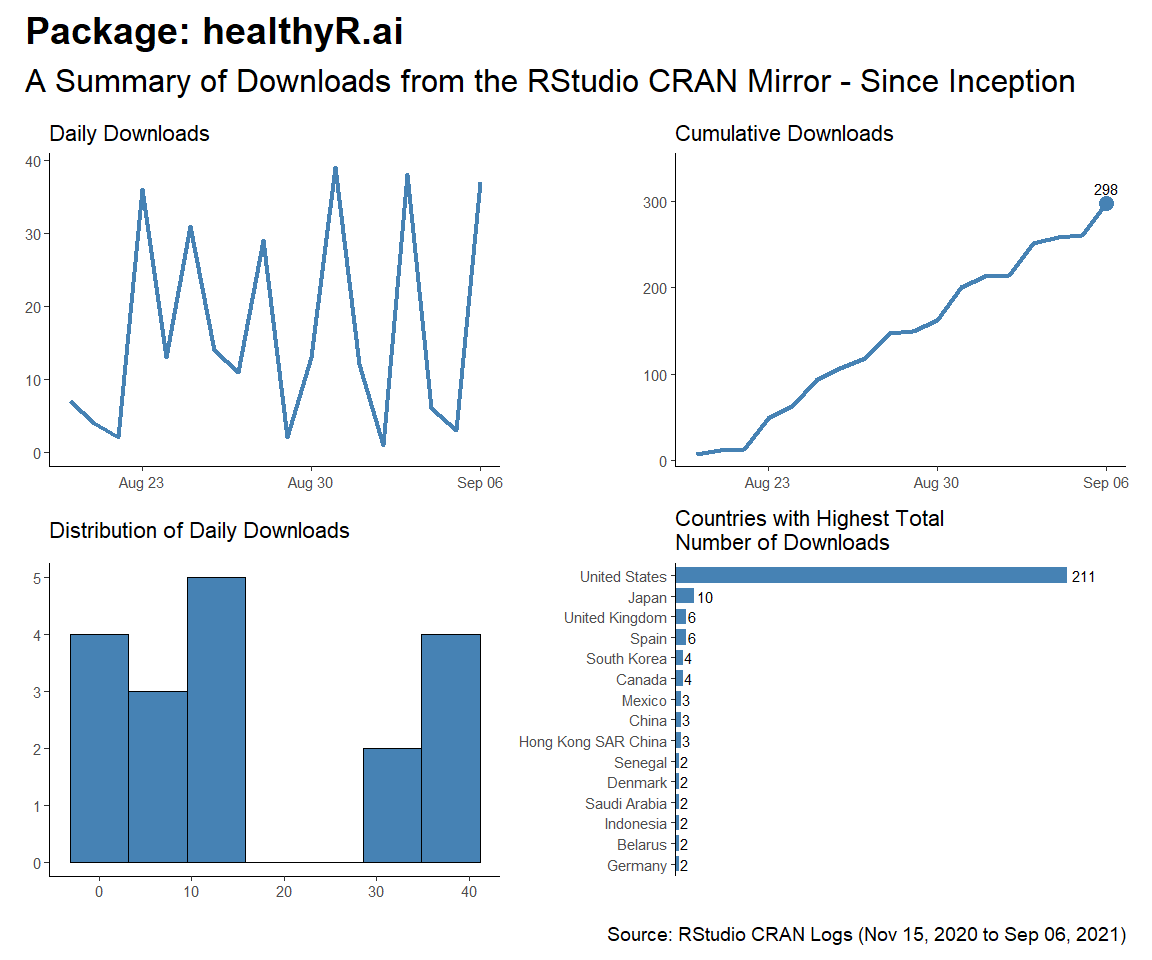 Package: healthyR.ai
A Summary of Downloads from the RStudio CRAN Mirror - Since Inception
Daily Downloads
40
30
20
10
0
Aug 23 Aug 30 Sep 06
Cumulative Downloads
298
300
200
100
0
Aug 23 Aug 30 Sep 06
Distribution of Daily Downloads
5
4
3
2
1
0
0 10 20 30 40
Countries with Highest Total
Number of Downloads
United States 211
Japan 10
United Kingdom 6
Spain 6
South Korea 4
Canada 4
Mexico 3
China 3
Hong Kong SAR China 3
Senegal 2
Denmark 2
Saudi Arabia 2
Indonesia 2
Belarus 2
Germany 2
Source: RStudio CRAN Logs (Nov 15, 2020 to Sep 06, 2021)